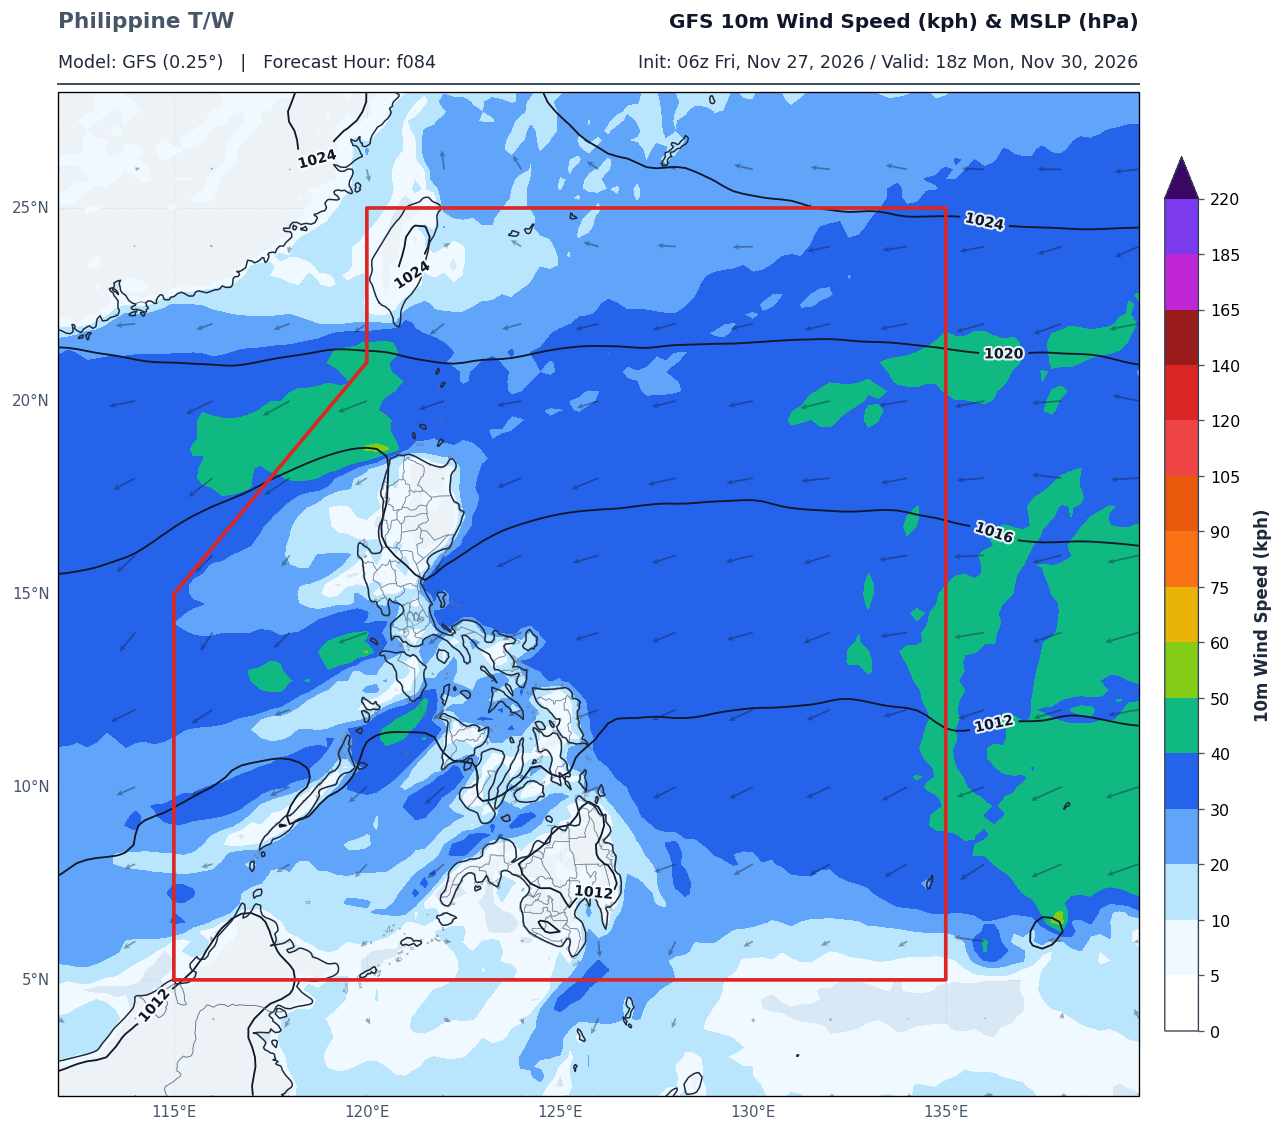 Philippine T/W
GFS 10m Wind Speed (kph) & MSLP (hPa)
Model: GFS (0.25°) | Forecast Hour: f084
Init: 06z Fri, Nov 27, 2026 / Valid: 18z Mon, Nov 30, 2026
1024
1024
1024
1020
1016
1012
1012
1012
25°N
20°N
15°N
10°N
5°N
115°E
120°E
125°E
130°E
135°E
220
185
165
140
120
105
90
75
60
50
40
30
20
10
5
0
10m Wind Speed (kph)